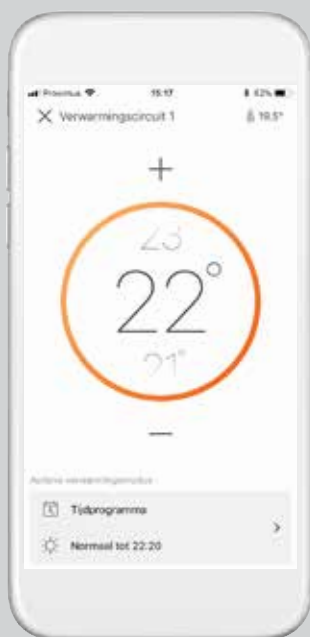 Proximus 15:17 62%
Verwarmingscircuit 1 19.5°
+
23
22°
21°
—
Actieve verwarmingsmodus
Tijdprogramma
Normaal tot 22:20